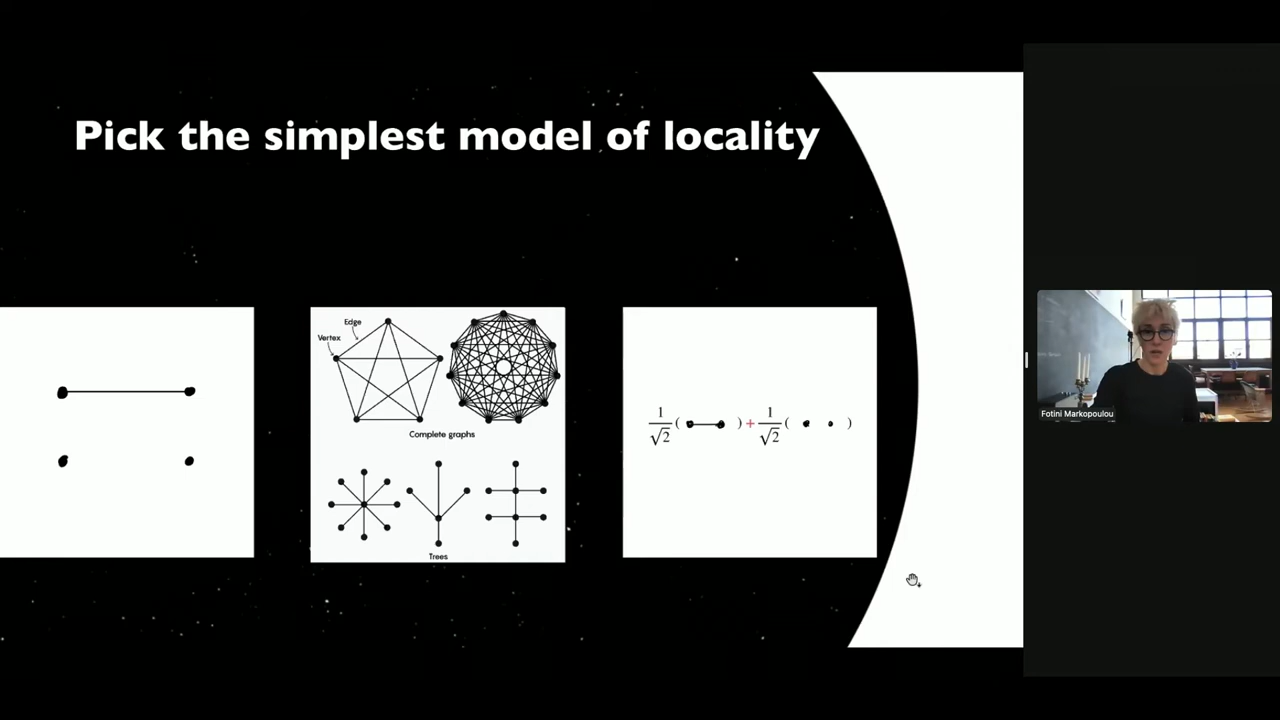 Pick the simplest model of locality
Edge
Vertex
Complete graphs
Trees
1/√2 ( ) + 1/√2 ( )
Fotini Markopoulou